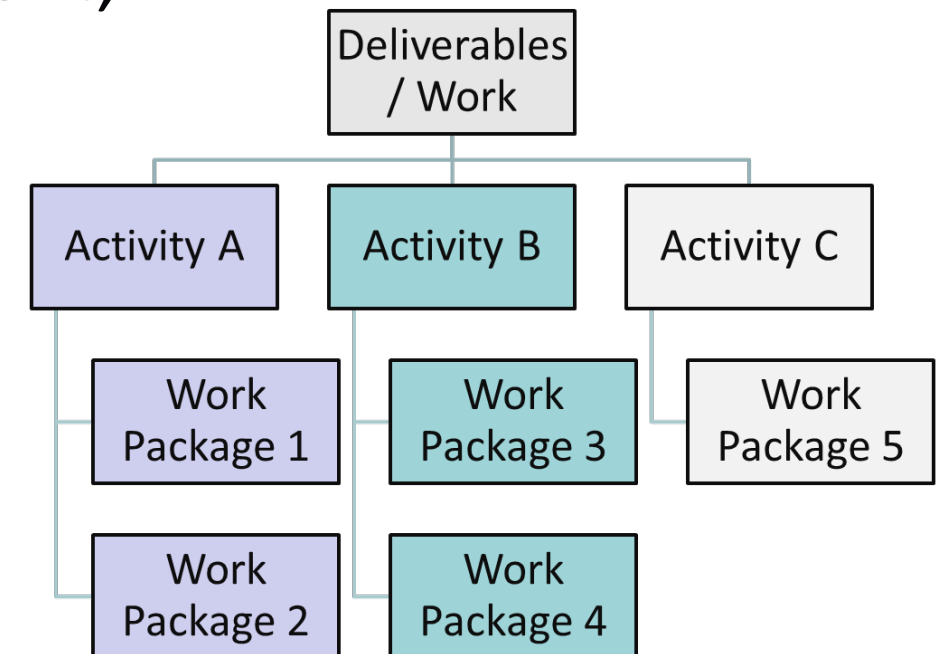 Deliverables
/ Work
Activity A
Activity B
Activity C
Work
Package 1
Work
Package 3
Work
Package 5
Work
Package 2
Work
Package 4